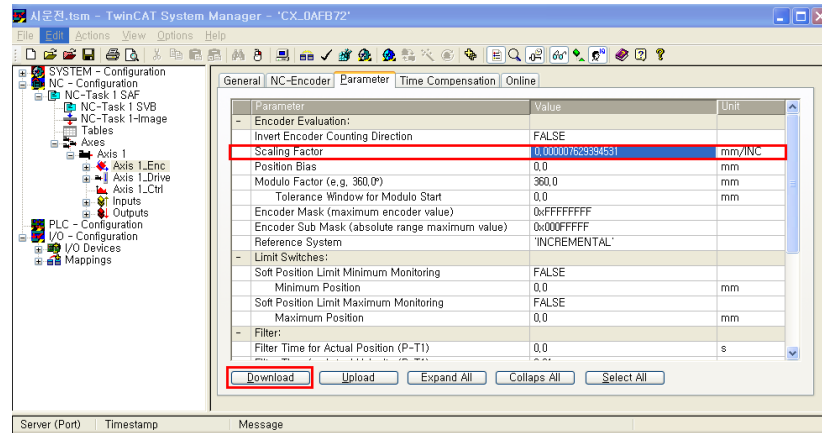 시운전.tsm - TwinCAT System Manager - 'CX_0AFB72'
File Edit Actions View Options Help
SYSTEM - Configuration
NC - Configuration
NC-Task 1 SAF
NC-Task 1 SVB
NC-Task 1-Image
Tables
Axes
Axis 1
Axis 1_Enc
Axis 1_Drive
Axis 1_Ctrl
Inputs
Outputs
PLC - Configuration
I/O - Configuration
I/O Devices
Mappings
General NC-Encoder Parameter Time Compensation Online
Parameter Value Unit
- Encoder Evaluation:
Invert Encoder Counting Direction FALSE
Scaling Factor 0.000007629394531 mm/INC
Position Bias 0.0 mm
Modulo Factor (e.g. 360.0°) 360.0 mm
Tolerance Window for Modulo Start 0.0 mm
Encoder Mask (maximum encoder value) 0xFFFFFFFF
Encoder Sub Mask (absolute range maximum value) 0x000FFFFF
Reference System 'INCREMENTAL'
- Limit Switches:
Soft Position Limit Minimum Monitoring FALSE
Minimum Position 0.0 mm
Soft Position Limit Maximum Monitoring FALSE
Maximum Position 0.0 mm
- Filter:
Filter Time for Actual Position (P-T1) 0.0 s
Download Upload Expand All Collaps All Select All
Server (Port) Timestamp Message